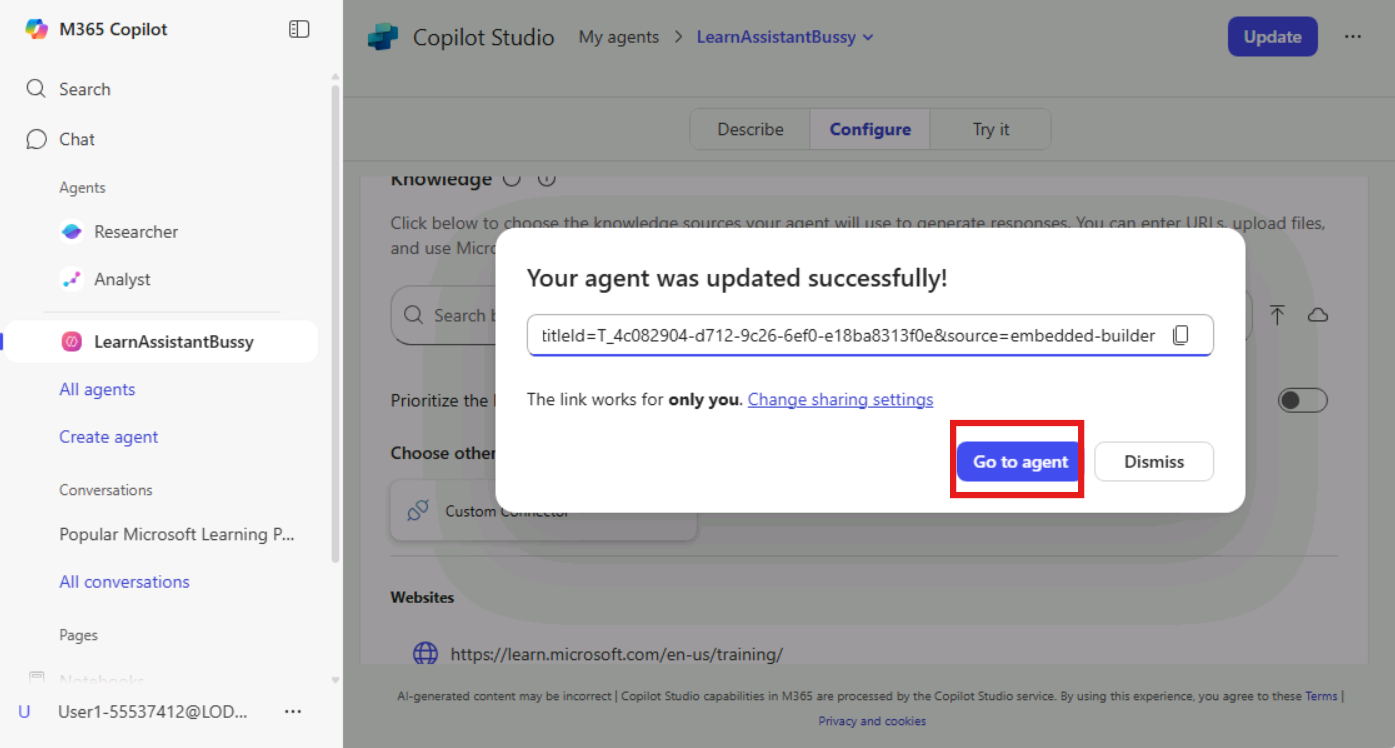 M365 Copilot
Search
Chat
Agents
Researcher
Analyst
LearnAssistantBussy
All agents
Create agent
Conversations
Popular Microsoft Learning P...
All conversations
Pages
Notebooks
U User1-55537412@LOD... ...
Copilot Studio My agents > LearnAssistantBussy
Update ...
Describe Configure Try it
Knowledge
Click below to choose the knowledge sources your agent will use to generate responses. You can enter URLs, upload files,
and use Micro
Search b
Your agent was updated successfully!
titleId=T_4c082904-d712-9c26-6ef0-e18ba8313f0e&source=embedded-builder
The link works for only you. Change sharing settings
Go to agent Dismiss
Prioritize the
Choose other
Custom Connector
Websites
https://learn.microsoft.com/en-us/training/
AI-generated content may be incorrect | Copilot Studio capabilities in M365 are processed by the Copilot Studio service. By using this experience, you agree to these Terms |
Privacy and cookies